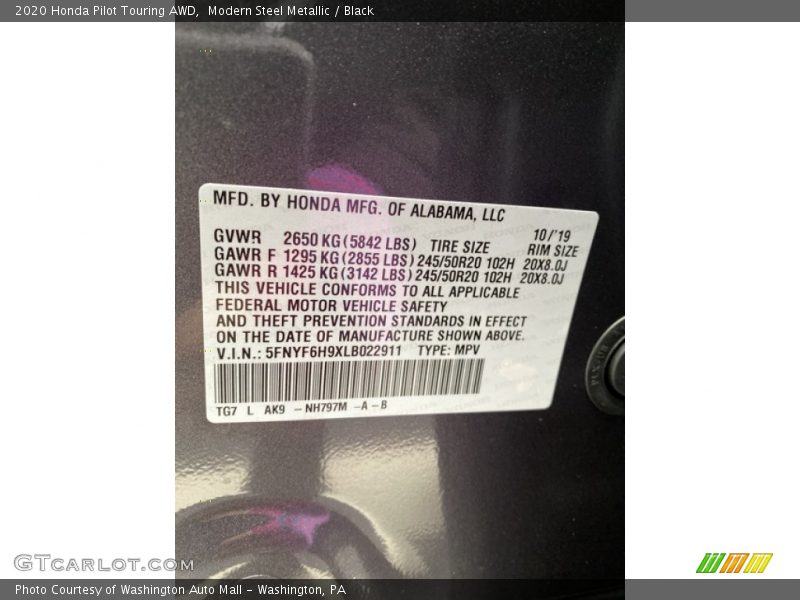 2020 Honda Pilot Touring AWD,  Modern Steel Metallic / Black
MFD. BY HONDA MFG. OF ALABAMA, LLC
10/'19
GVWR 2650 KG (5842 LBS) TIRE SIZE RIM SIZE
GAWR F 1295 KG (2855 LBS) 245/50R20 102H 20X8.0J
GAWR R 1425 KG (3142 LBS) 245/50R20 102H 20X8.0J
THIS VEHICLE CONFORMS TO ALL APPLICABLE
FEDERAL MOTOR VEHICLE SAFETY
AND THEFT PREVENTION STANDARDS IN EFFECT
ON THE DATE OF MANUFACTURE SHOWN ABOVE.
V.I.N.: 5FNYF6H9XLB022911 TYPE: MPV
TG7 L AK9 -NH797M -A-B
GTcarlot.com
Photo Courtesy of Washington Auto Mall - Washington, PA